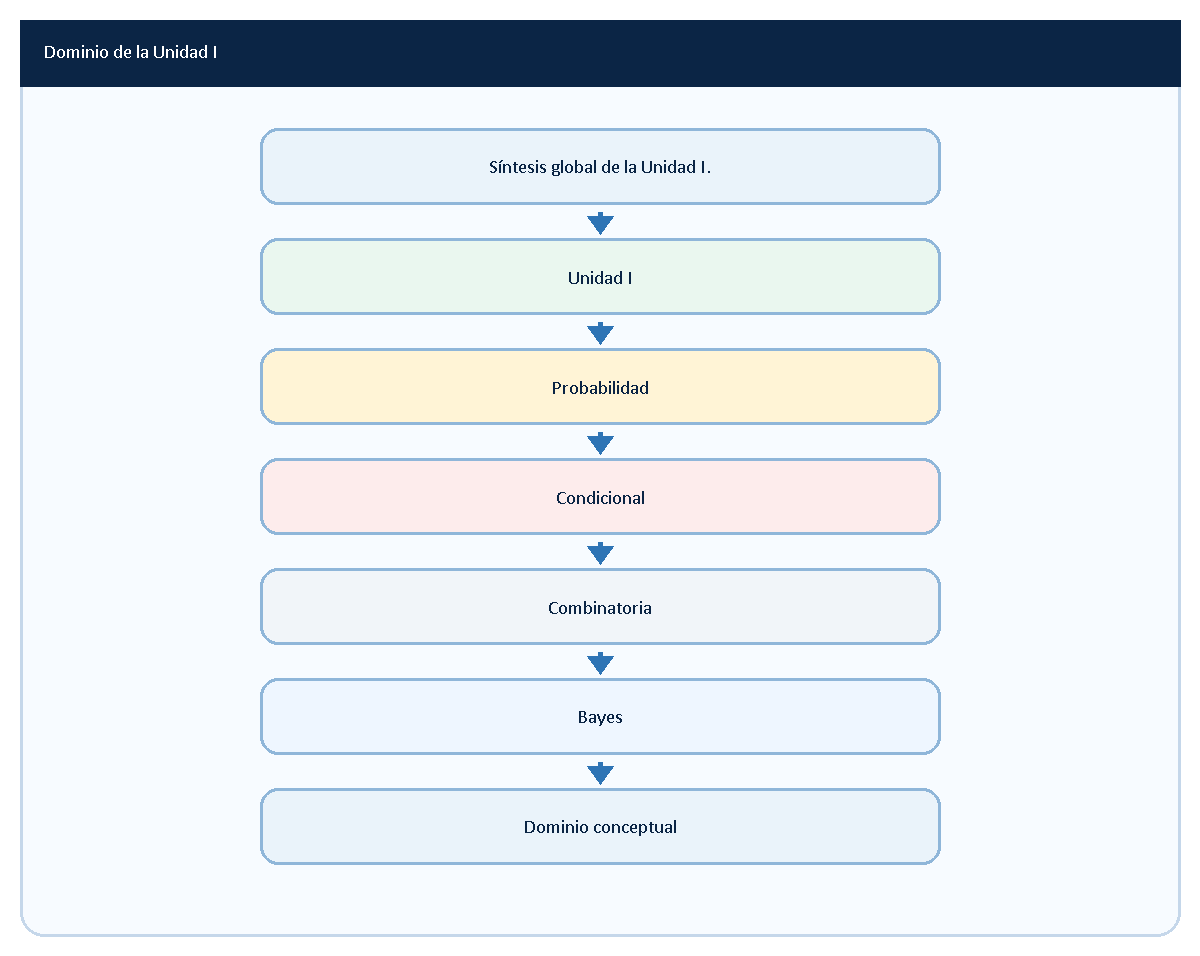 Dominio de la Unidad I
Síntesis global de la Unidad I.
Unidad I
Probabilidad
Condicional
Combinatoria
Bayes
Dominio conceptual